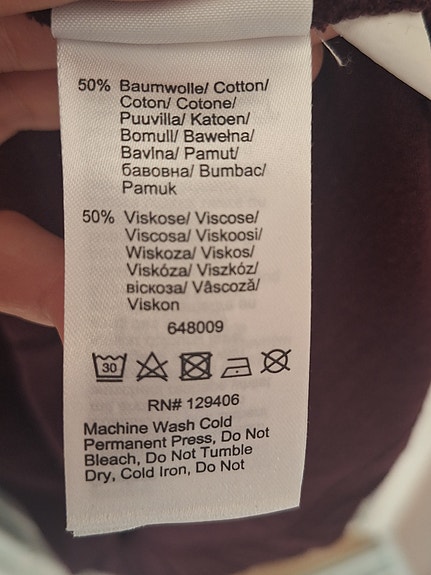 50% Baumwolle/ Cotton/
Coton/ Cotone/
Puuvilla/ Katoen/
Bomull/ Bawełna/
Bavlna/ Pamut/
бавовна/ Bumbac/
Pamuk
50% Viskose/ Viscose/
Viscosa/ Viskoosi/
Wiskoza/ Viskos/
Viskóza/ Viszkóz/
віскоза/ Vâscoză/
Viskon
648009
30
RN# 129406
Machine Wash Cold
Permanent Press, Do Not
Bleach, Do Not Tumble
Dry, Cold Iron, Do Not